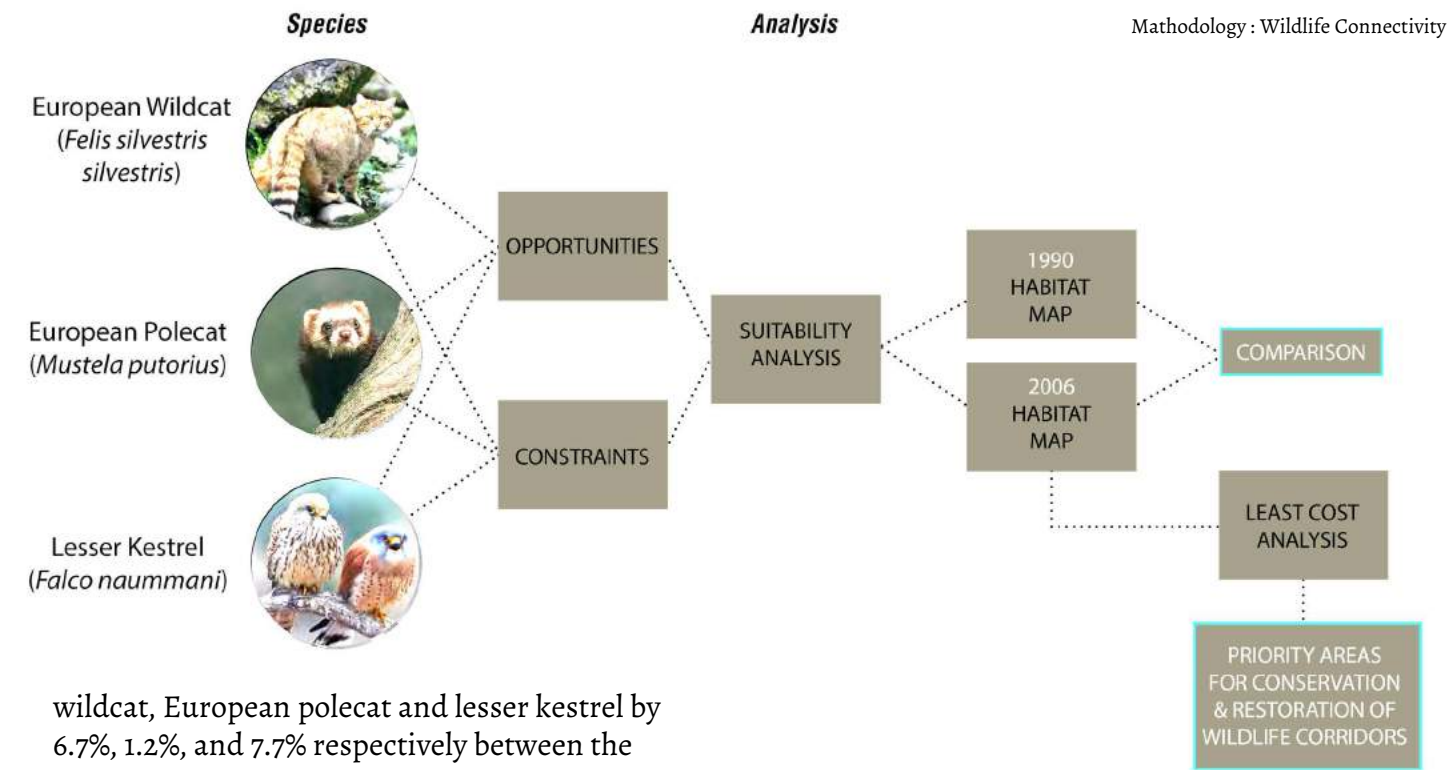 Species
Analysis
Mathodology : Wildlife Connectivity
European Wildcat
(Felis silvestris
silvestris)
European Polecat
(Mustela putorius)
Lesser Kestrel
(Falco naummani)
OPPORTUNITIES
CONSTRAINTS
SUITABILITY
ANALYSIS
1990
HABITAT
MAP
2006
HABITAT
MAP
COMPARISON
LEAST COST
ANALYSIS
PRIORITY AREAS
FOR CONSERVATION
& RESTORATION OF
WILDLIFE CORRIDORS
wildcat, European polecat and lesser kestrel by
6.7%, 1.2%, and 7.7% respectively between the